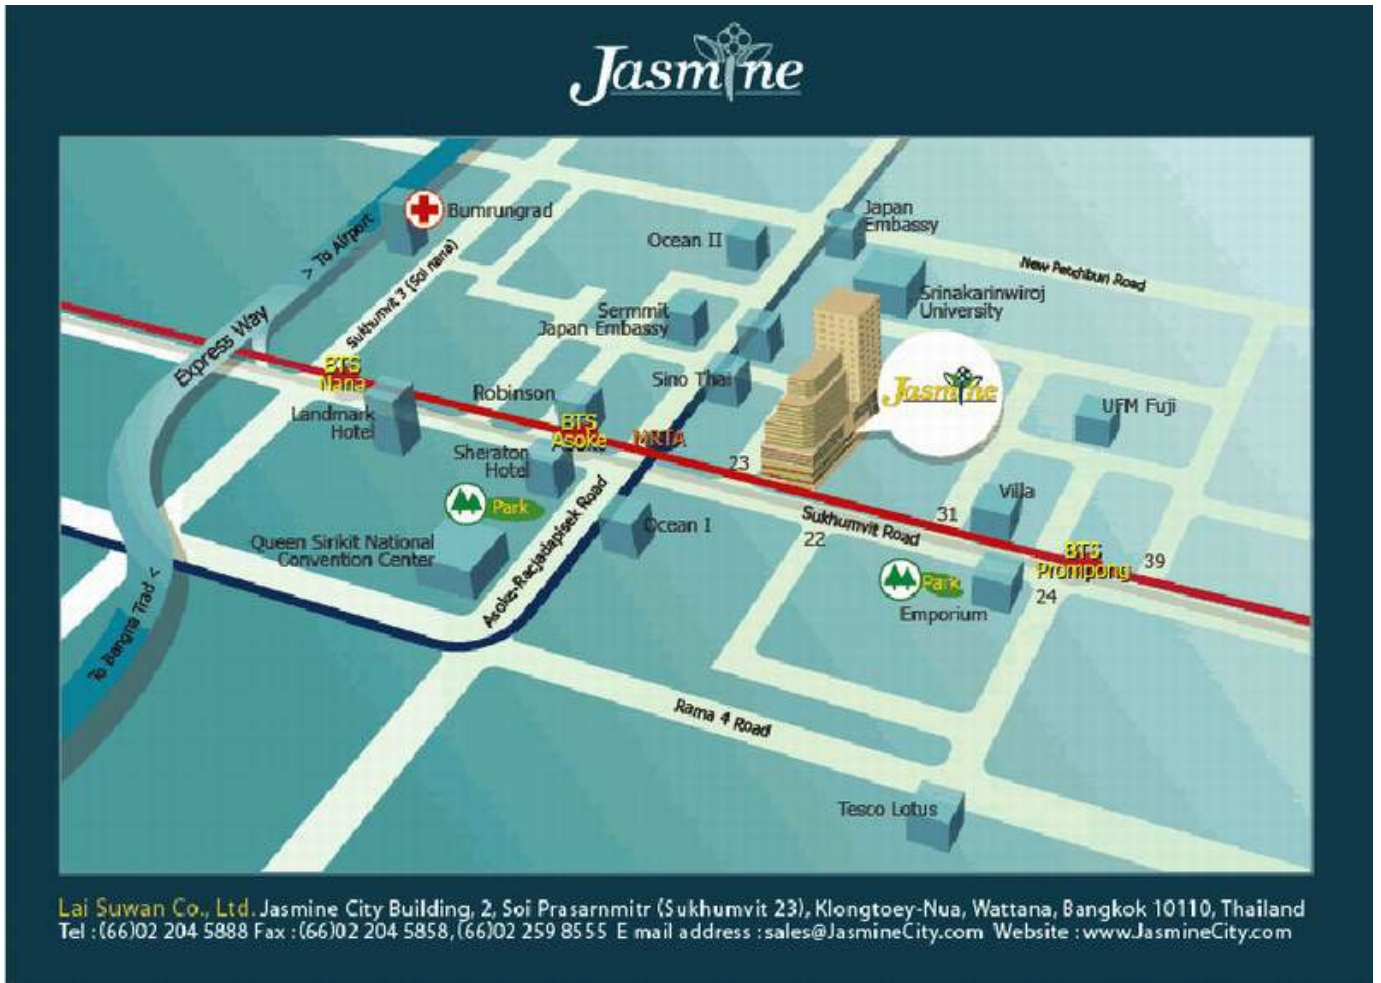 Jasmine
Bumrungrad
> To Airport
Sukhumvit 3 (Soi nana)
Express Way
Ocean II
Japan
Embassy
New Petchburi Road
Srinakarinwiroj
University
Sermmit
Japan Embassy
Sino Thai
Jasmine
UFM Fuji
BTS
Nana
Landmark
Hotel
Robinson
BTS
Asoke
MRTA
Sheraton
Hotel
23
Park
Ocean I
Queen Sirikit National
Convention Center
Asoke-Racjadapisek Road
Sukhumvit Road
22
31
Villa
BTS
Prompong
39
24
Park
Emporium
To Bangna Trad <
Rama 4 Road
Tesco Lotus
Lai Suwan Co., Ltd. Jasmine City Building, 2, Soi Prasarnmitr (Sukhumvit 23), Klongtoey-Nua, Wattana, Bangkok 10110, Thailand
Tel : (66)02 204 5888 Fax : (66)02 204 5858, (66)02 259 8555 E mail address : sales@JasmineCity.com Website : www.JasmineCity.com